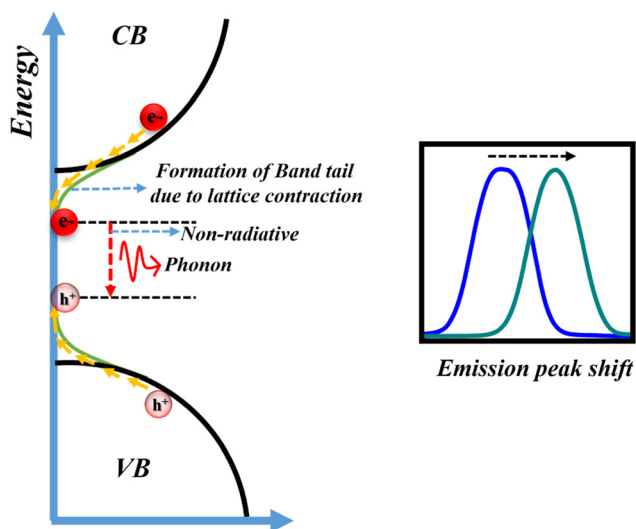 CB
Energy
e-
Formation of Band tail
due to lattice contraction
e-
Non-radiative
Phonon
h+
h+
VB
Emission peak shift